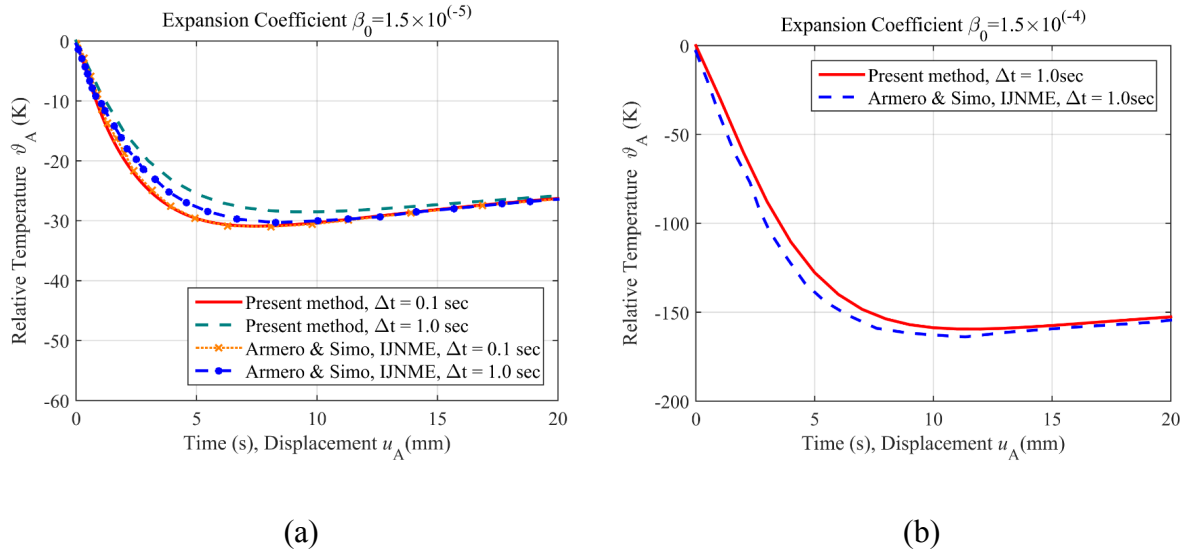 Expansion Coefficient β₀=1.5×10⁽⁻⁵⁾
0
-10
-20
-30
-40
-50
-60
Relative Temperature ϑ_A (K)
Present method, Δt = 0.1 sec
Present method, Δt = 1.0 sec
Armero & Simo, IJNME, Δt = 0.1 sec
Armero & Simo, IJNME, Δt = 1.0 sec
0 5 10 15 20
Time (s), Displacement u_A(mm)
(a)
Expansion Coefficient β₀=1.5×10⁽⁻⁴⁾
0
-50
-100
-150
-200
Relative Temperature ϑ_A (K)
Present method, Δt = 1.0sec
Armero & Simo, IJNME, Δt = 1.0sec
0 5 10 15 20
Time (s), Displacement u_A(mm)
(b)